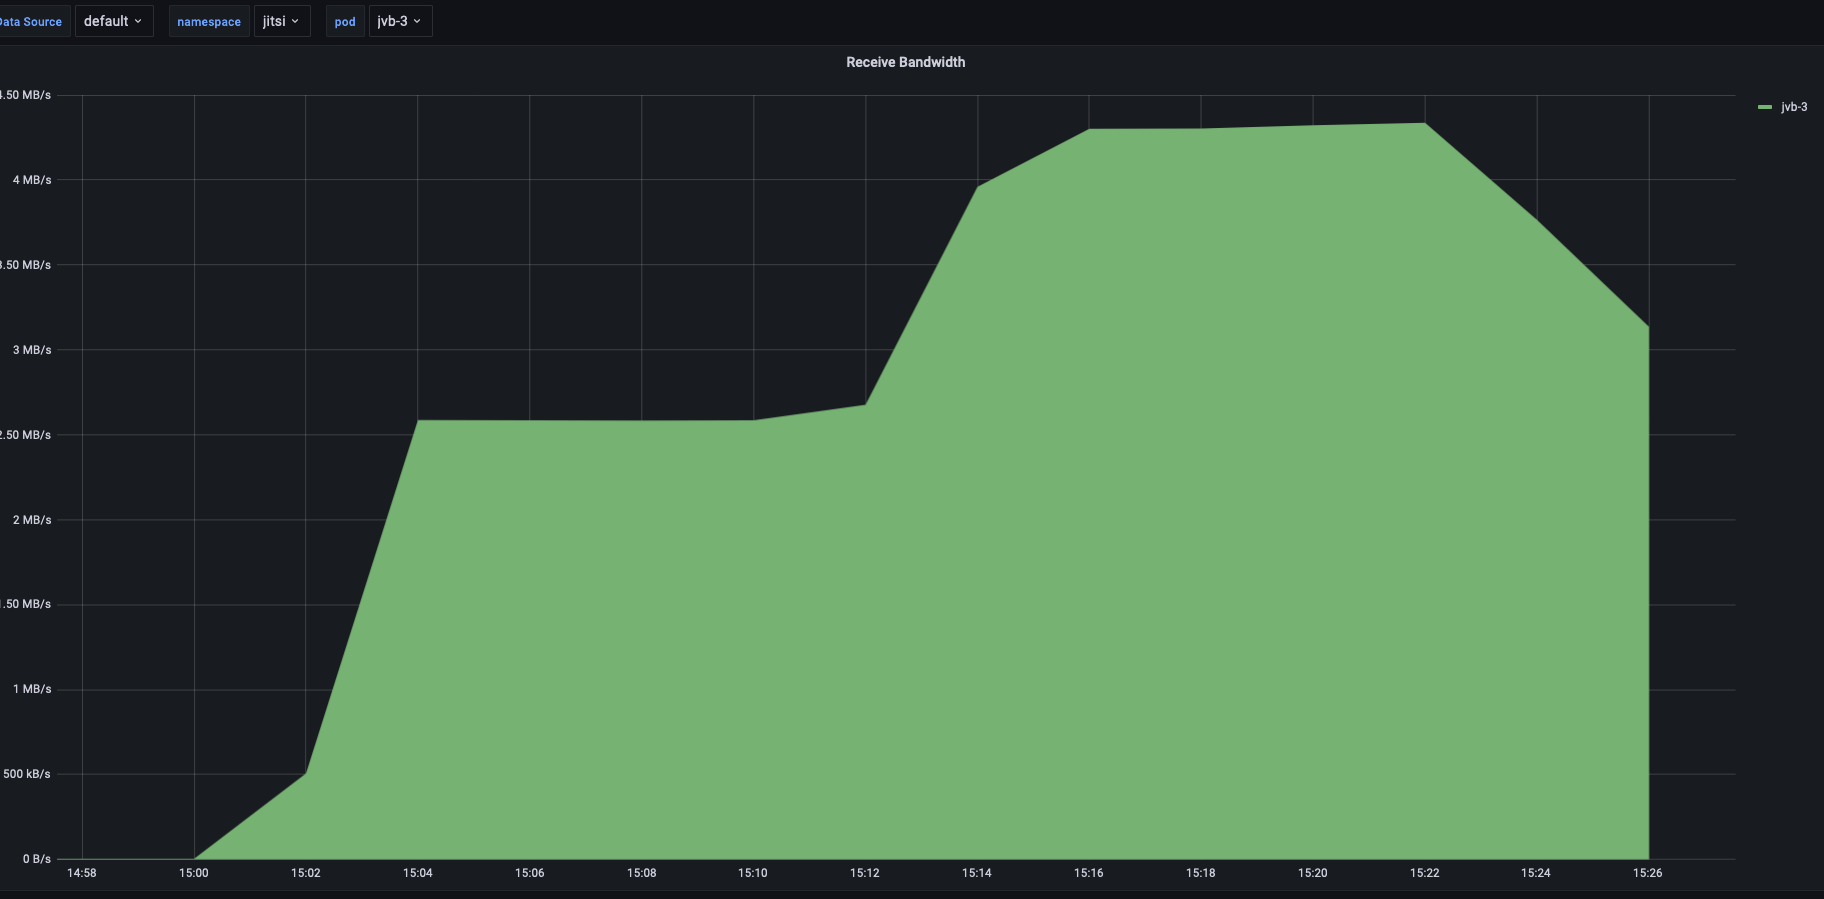 Data Source default namespace jitsi pod jvb-3
Receive Bandwidth
4.50 MB/s
jvb-3
4 MB/s
3.50 MB/s
3 MB/s
2.50 MB/s
2 MB/s
1.50 MB/s
1 MB/s
500 kB/s
0 B/s
14:58 15:00 15:02 15:04 15:06 15:08 15:10 15:12 15:14 15:16 15:18 15:20 15:22 15:24 15:26